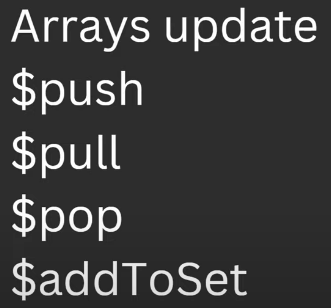 Arrays update
$push
$pull
$pop
$addToSet